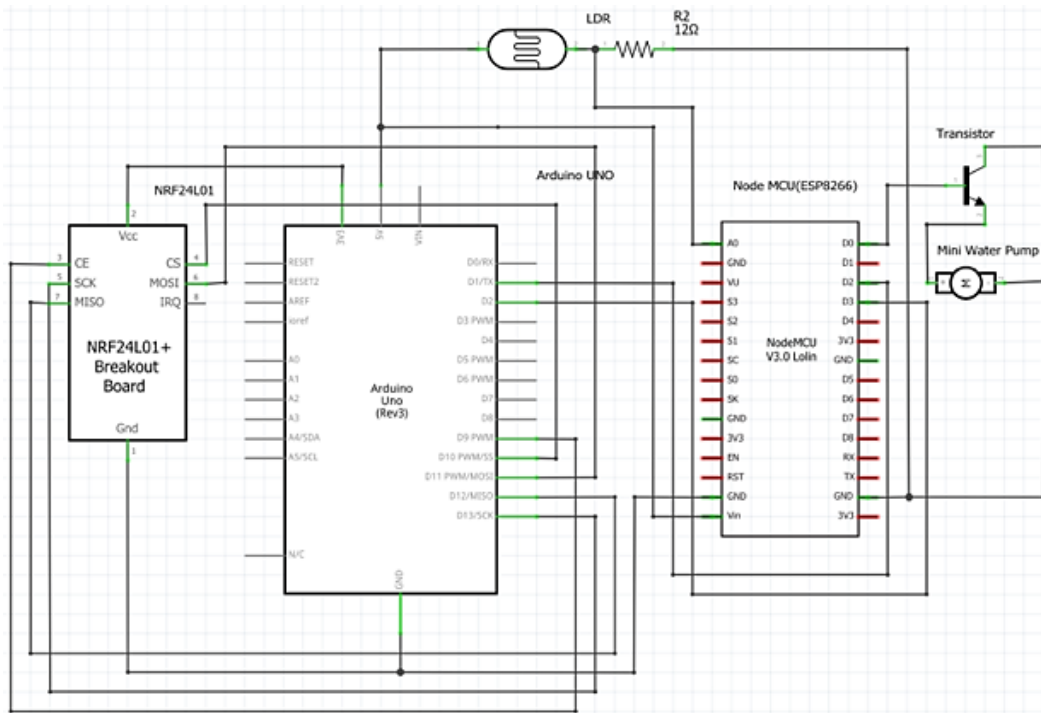 LDR
R2
12Ω
Transistor
NRF24L01
Arduino UNO
Node MCU(ESP8266)
Mini Water Pump
2
Vcc
3 CE
CS 4
5 SCK
MOSI 6
7 MISO
IRQ 8
NRF24L01+
Breakout
Board
Gnd
1
3V3
5V
VIN
RESET
RESET2
AREF
ioref
A0
A1
A2
A3
A4/SDA
A5/SCL
N/C
D0/RX
D1/TX
D2
D3 PWM
D4
D5 PWM
D6 PWM
D7
D8
D9 PWM
D10 PWM/SS
D11 PWM/MOSI
D12/MISO
D13/SCK
Arduino
Uno
(Rev3)
GND
A0
GND
VU
S3
S2
S1
SC
S0
SK
GND
3V3
EN
RST
GND
Vin
NodeMCU
V3.0 Lolin
D0
D1
D2
D3
D4
3V3
GND
D5
D6
D7
D8
RX
TX
GND
3V3
M